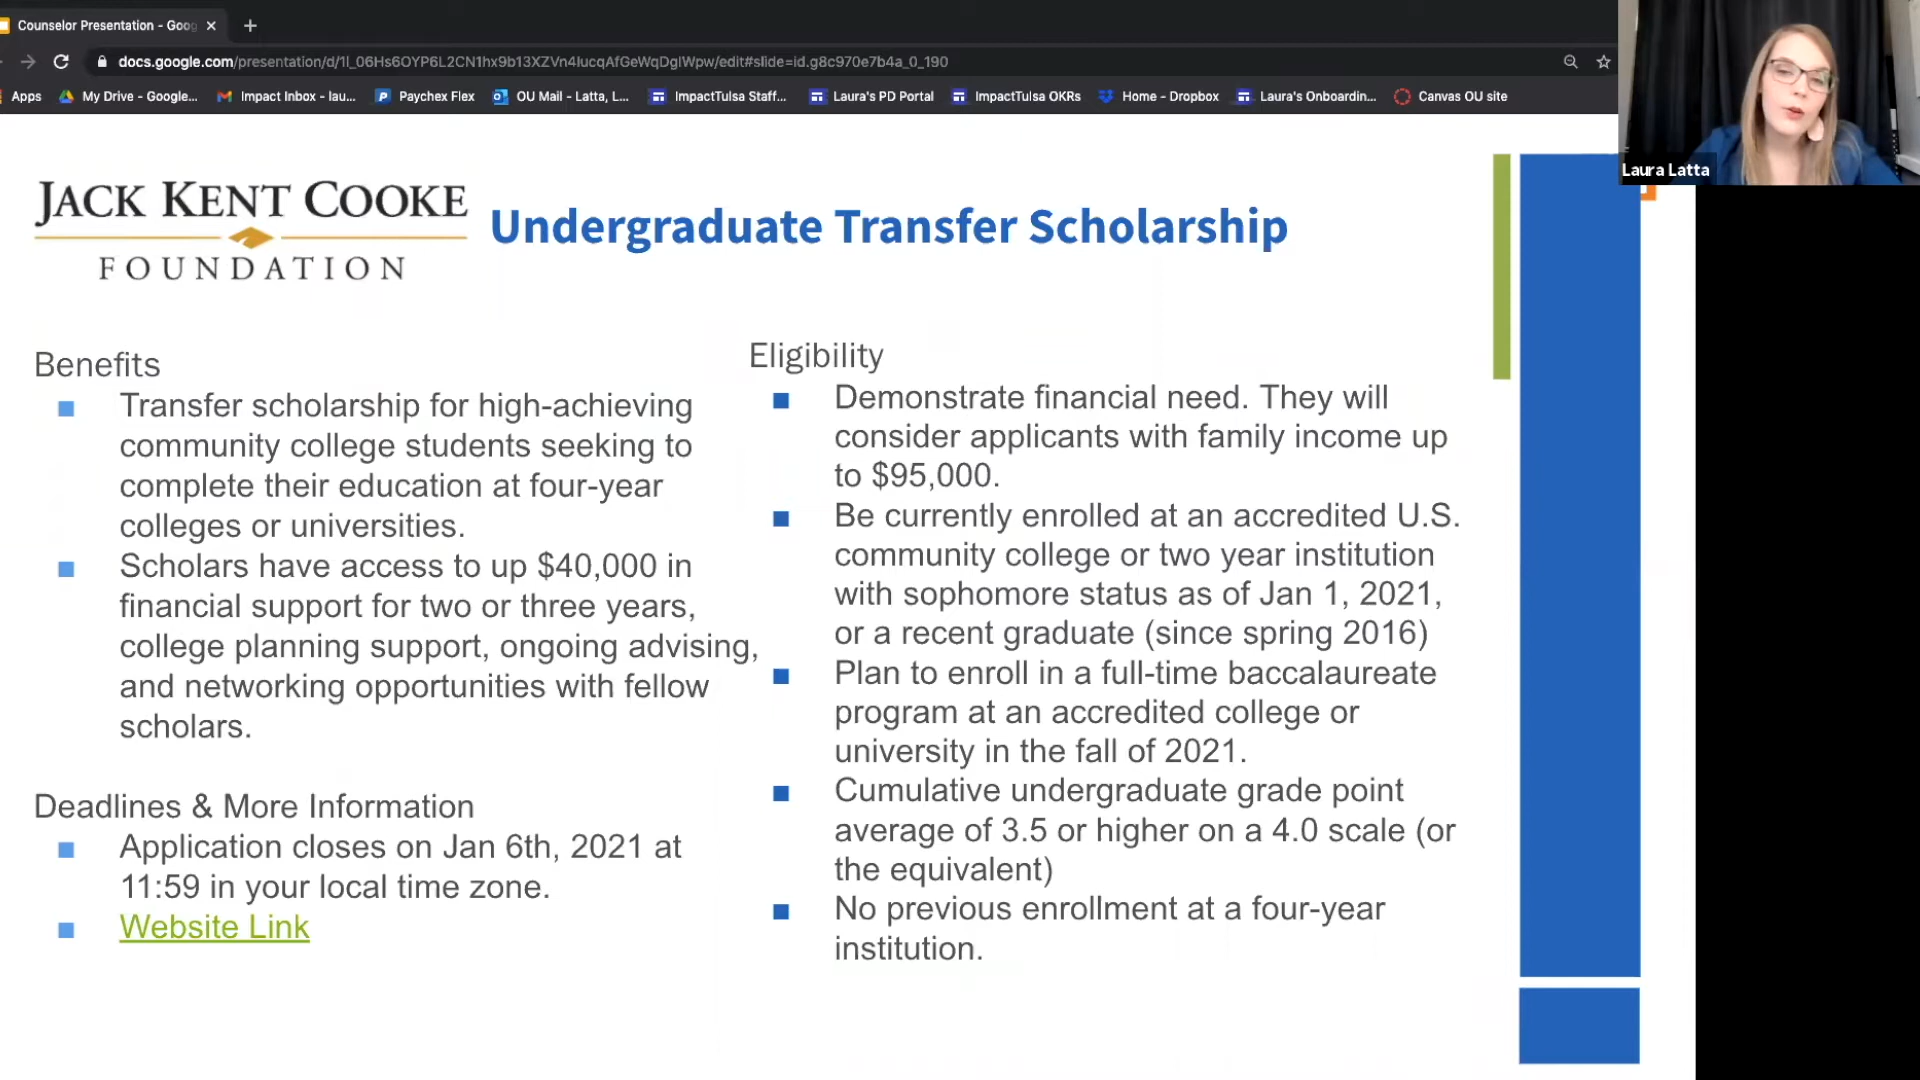 Counselor Presentation - Goog
docs.google.com/presentation/d/1I_06Hs6OYP6L2CN1hx9b13XZVn4IucqAfGeWqDgIWpw/edit#slide=id.g8c970e7b4a_0_190
Apps My Drive - Google... Impact Inbox - lau... Paychex Flex OU Mail - Latta, L... ImpactTulsa Staff... Laura's PD Portal ImpactTulsa OKRs Home - Dropbox Laura's Onboardin... Canvas OU site
Laura Latta
JACK KENT COOKE
FOUNDATION
Undergraduate Transfer Scholarship
Benefits
Transfer scholarship for high-achieving
community college students seeking to
complete their education at four-year
colleges or universities.
Scholars have access to up $40,000 in
financial support for two or three years,
college planning support, ongoing advising,
and networking opportunities with fellow
scholars.
Deadlines & More Information
Application closes on Jan 6th, 2021 at
11:59 in your local time zone.
Website Link
Eligibility
Demonstrate financial need. They will
consider applicants with family income up
to $95,000.
Be currently enrolled at an accredited U.S.
community college or two year institution
with sophomore status as of Jan 1, 2021,
or a recent graduate (since spring 2016)
Plan to enroll in a full-time baccalaureate
program at an accredited college or
university in the fall of 2021.
Cumulative undergraduate grade point
average of 3.5 or higher on a 4.0 scale (or
the equivalent)
No previous enrollment at a four-year
institution.